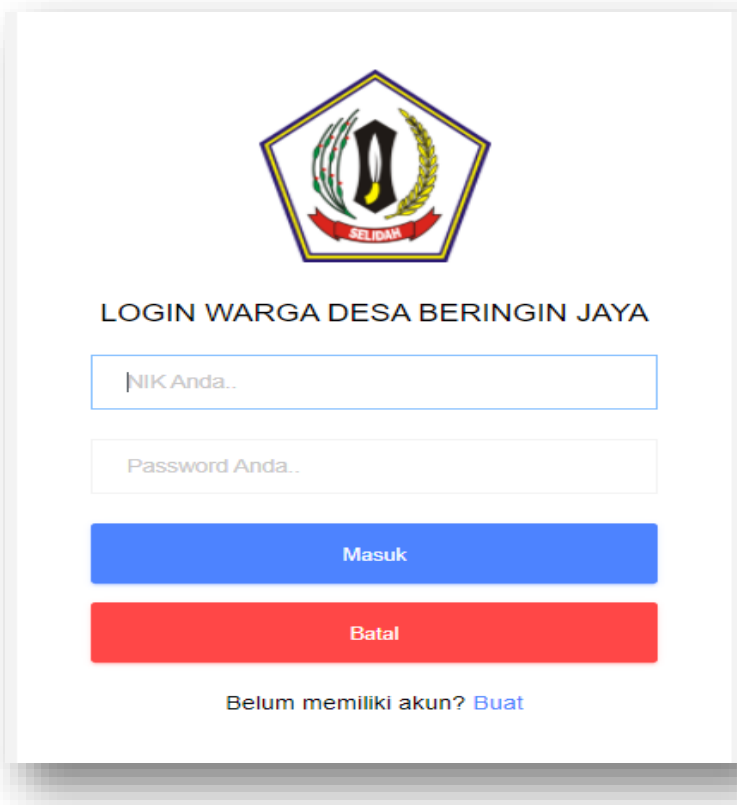 SELIDAH
LOGIN WARGA DESA BERINGIN JAYA
NIK Anda..
Password Anda..
Masuk
Batal
Belum memiliki akun? Buat